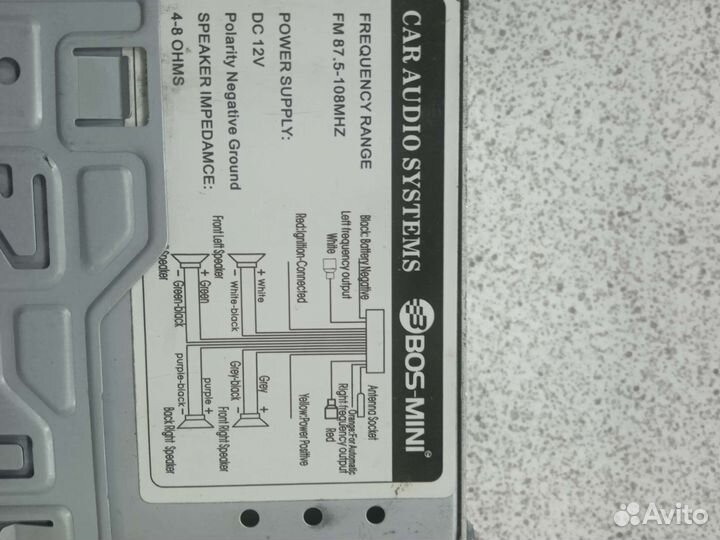 CAR AUDIO SYSTEMS BOS-MINI
FREQUENCY RANGE
FM 87.5-108MHZ
POWER SUPPLY:
DC 12V
Polarity Negative Ground
SPEAKER IMPEDAMCE:
4-8 OHMS
Black: Battery Negative
Left frequency output
White
Red:Ignition-Connected
Antenna Socket
Orange:For Automatic
Right frequency output
Red
Yellow:Power Positive
+ White
- White-black
Front Left Speaker
Grey +
Grey-black -
Front Right Speaker
+ Green
- Green-black
Speaker
purple +
purple-black -
Back Right Speaker
Avito